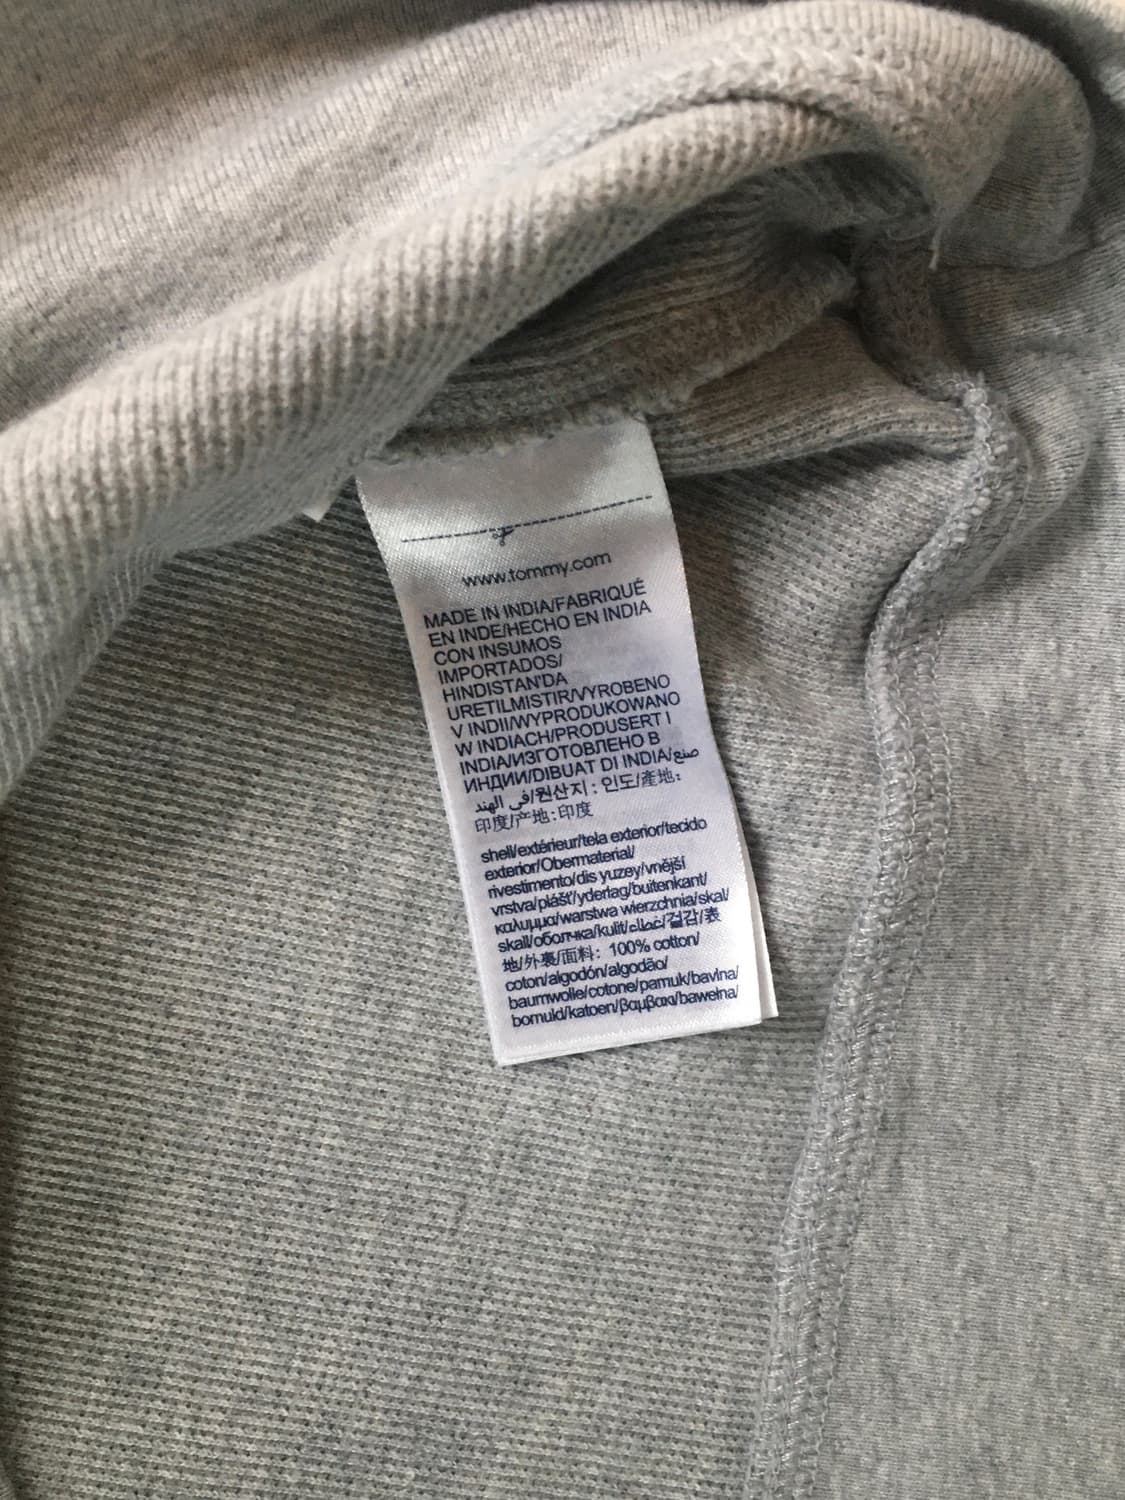 www.tommy.com
MADE IN INDIA/FABRIQUÉ
EN INDE/HECHO EN INDIA
CON INSUMOS
IMPORTADOS/
HINDISTAN'DA
URETILMISTIR/VYROBENO
V INDII/WYPRODUKOWANO
W INDIACH/PRODUSERT I
INDIA/ИЗГОТОВЛЕНО В
ИНДИИ/DIBUAT DI INDIA/صنع
في الهند/원산지: 인도/產地:
印度/产地:印度
shell/extérieur/tela exterior/tecido
exterior/Obermaterial/
rivestimento/dis yuzey/vnější
vrstva/plášť/yderlag/buitenkant/
καλυμμα/warstwa wierzchnia/skal/
skall/оболчка/kulit/غطاء/겉감/表
地/外裏/面料: 100% cotton/
coton/algodón/algodão/
baumwolle/cotone/pamuk/bavlna/
bomuld/katoen/βαμβακι/bawełna/